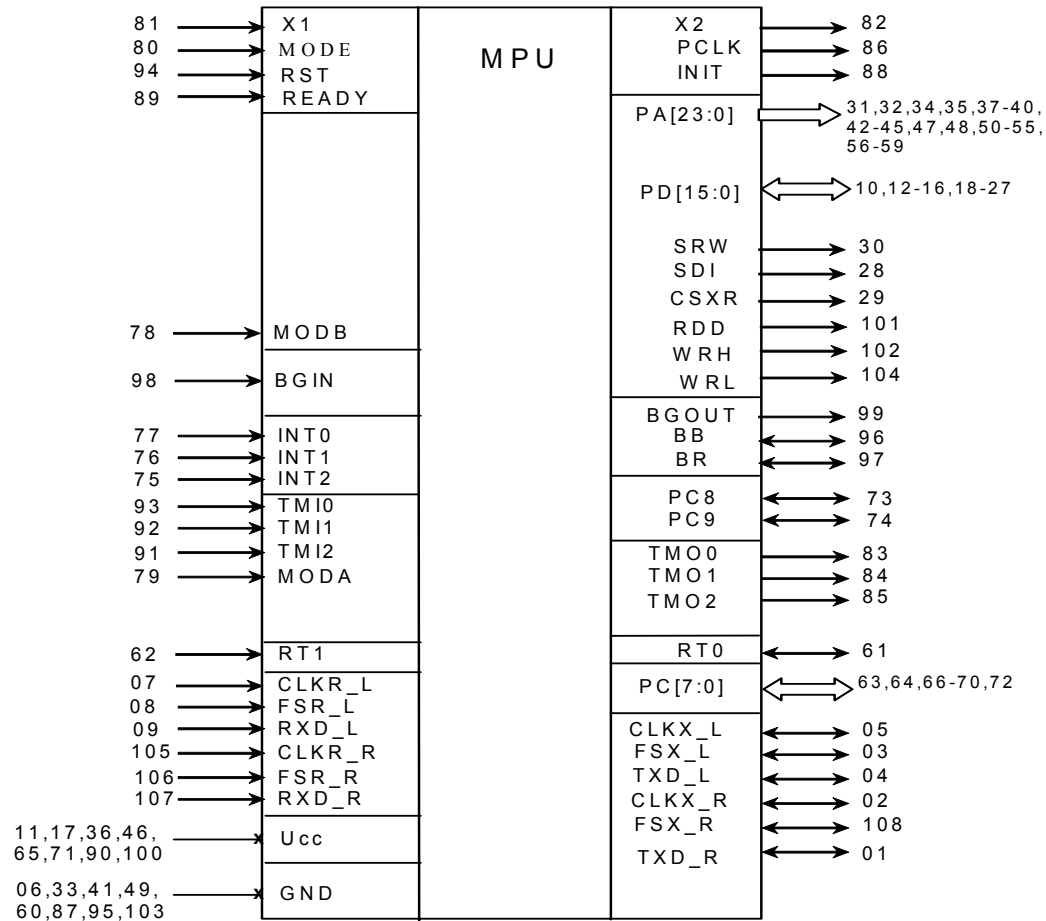 81 X1
80 MODE
94 RST
89 READY
78 MODB
98 BGIN
77 INT0
76 INT1
75 INT2
93 TMI0
92 TMI1
91 TMI2
79 MODA
62 RT1
07 CLKR_L
08 FSR_L
09 RXD_L
105 CLKR_R
106 FSR_R
107 RXD_R
11,17,36,46,
65,71,90,100
Ucc
06,33,41,49,
60,87,95,103
GND
MPU
X2 82
PCLK 86
INIT 88
PA[23:0] 31,32,34,35,37-40,
42-45,47,48,50-55,
56-59
PD[15:0] 10,12-16,18-27
SRW 30
SDI 28
CSXR 29
RDD 101
WRH 102
WRL 104
BGOUT 99
BB 96
BR 97
PC8 73
PC9 74
TMO0 83
TMO1 84
TMO2 85
RT0 61
PC[7:0] 63,64,66-70,72
CLKX_L 05
FSX_L 03
TXD_L 04
CLKX_R 02
FSX_R 108
TXD_R 01